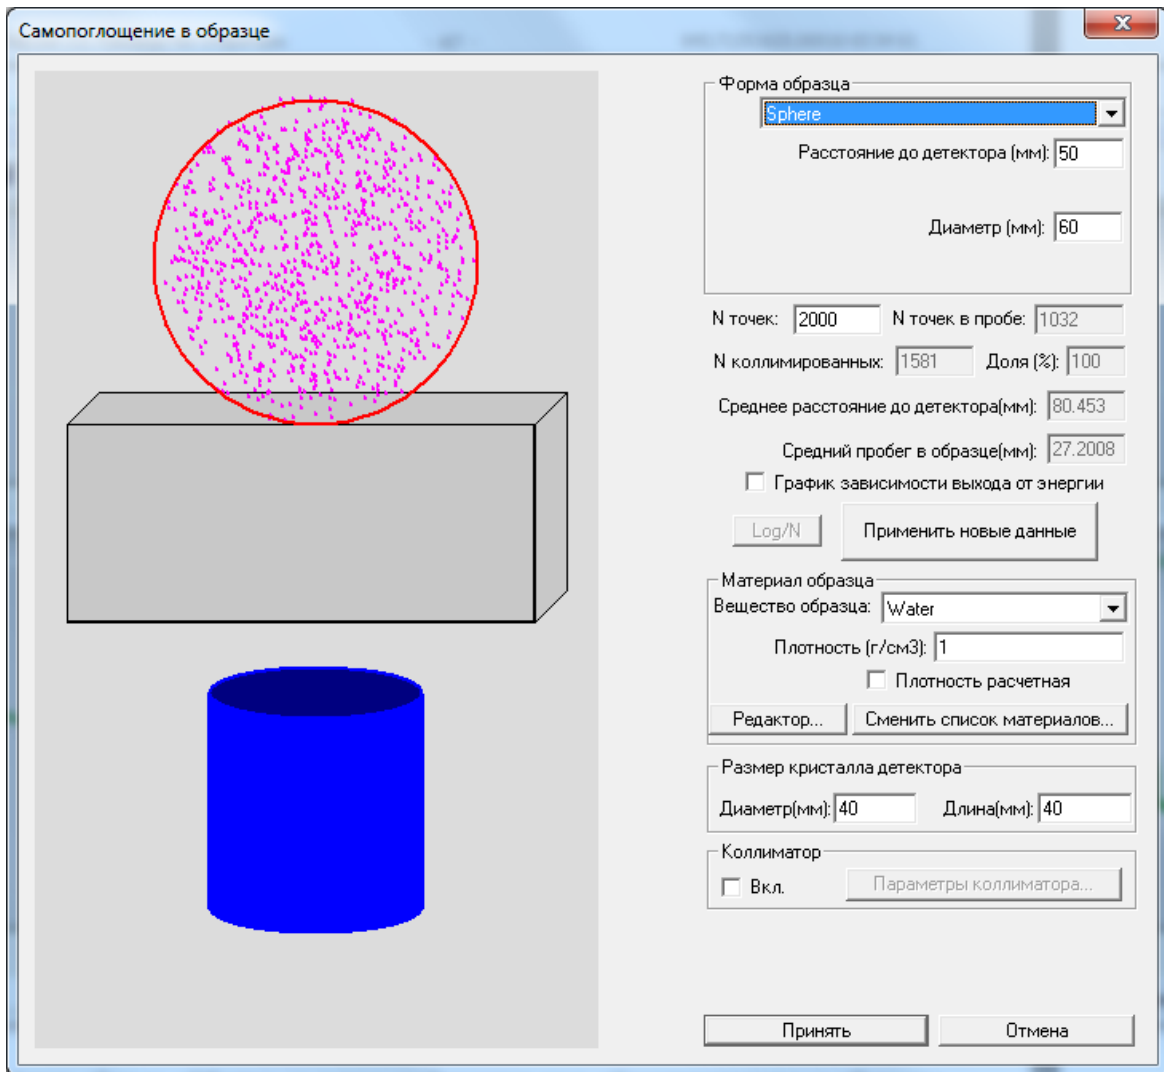 Самопоглощение в образце
Форма образца
Sphere
Расстояние до детектора (мм): 50
Диаметр (мм): 60
N точек: 2000 N точек в пробе: 1032
N коллимированных: 1581 Доля (%): 100
Среднее расстояние до детектора(мм): 80.453
Средний пробег в образце(мм): 27.2008
График зависимости выхода от энергии
Log/N Применить новые данные
Материал образца
Вещество образца: Water
Плотность (г/см3): 1
Плотность расчетная
Редактор... Сменить список материалов...
Размер кристалла детектора
Диаметр(мм): 40 Длина(мм): 40
Коллиматор
Вкл. Параметры коллиматора...
Принять Отмена